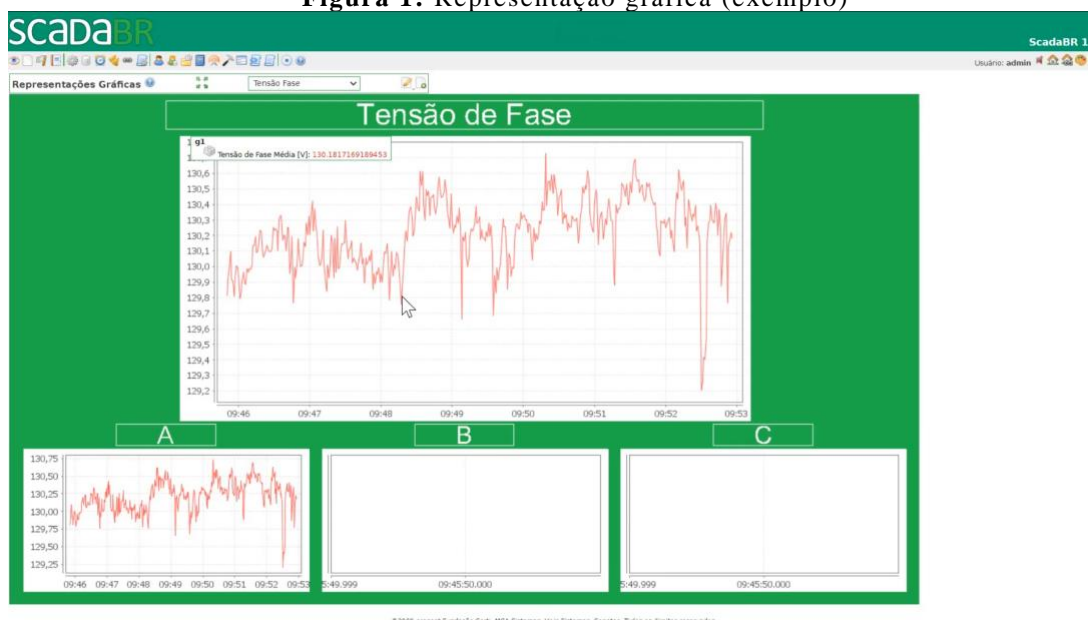 Figura 1: Representação gráfica (exemplo)
scadaBR
ScadaBR 1
Usuário: admin
Representações Gráficas
Tensão Fase
Tensão de Fase
g1
Tensão de Fase Média [V]: 130.1817169189453
130,6
130,5
130,4
130,3
130,2
130,1
130,0
129,9
129,8
129,7
129,6
129,5
129,4
129,3
129,2
09:46 09:47 09:48 09:49 09:50 09:51 09:52 09:53
A B C
130,75
130,50
130,25
130,00
129,75
129,50
129,25
09:46 09:47 09:48 09:49 09:50 09:51 09:52 09:53
5:49.999 09:45:50.000
5:49.999 09:45:50.000